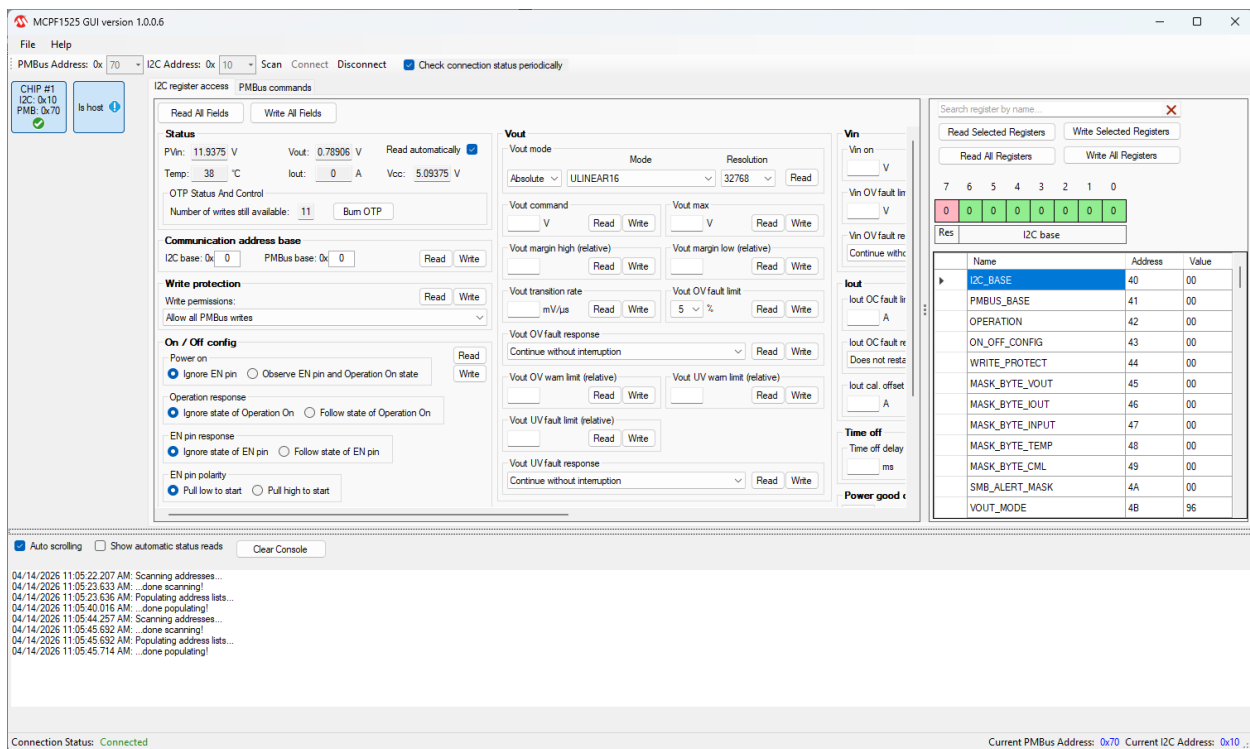 MCPF1525 GUI version 1.0.0.6
File Help
PMBus Address: 0x 70 I2C Address: 0x 10 Scan Connect Disconnect Check connection status periodically
CHIP #1
I2C: 0x10
PMB: 0x70
Is host
I2C register access PMBus commands
Read All Fields Write All Fields
Status
PVin: 11.9375 V Vout: 0.78906 V Read automatically
Temp: 38 °C Iout: 0 A Vcc: 5.09375 V
OTP Status And Control
Number of writes still available: 11 Burn OTP
Communication address base
I2C base: 0x 0 PMBus base: 0x 0 Read Write
Write protection
Write permissions: Read Write
Allow all PMBus writes
On / Off config
Power on Read
Ignore EN pin Observe EN pin and Operation On state Write
Operation response
Ignore state of Operation On Follow state of Operation On
EN pin response
Ignore state of EN pin Follow state of EN pin
EN pin polarity
Pull low to start Pull high to start
Vout
Vout mode
Mode Resolution
Absolute ULINEAR16 32768 Read
Vout command Vout max
V Read Write V Read Write
Vout margin high (relative) Vout margin low (relative)
Read Write Read Write
Vout transition rate Vout OV fault limit
mV/µs Read Write 5 % Read Write
Vout OV fault response
Continue without interruption Read Write
Vout OV warn limit (relative) Vout UV warn limit (relative)
Read Write Read Write
Vout UV fault limit (relative)
Read Write
Vout UV fault response
Continue without interruption Read Write
Vin
Vin on
V
Vin OV fault lim
V
Vin OV fault re
Continue witho
Iout
Iout OC fault lir
A
Iout OC fault re
Does not resta
Iout cal. offset
A
Time off
Time off delay
ms
Power good
Search register by name...
Read Selected Registers Write Selected Registers
Read All Registers Write All Registers
7 6 5 4 3 2 1 0
0 0 0 0 0 0 0 0
Res I2C base
Name Address Value
I2C_BASE 40 00
PMBUS_BASE 41 00
OPERATION 42 00
ON_OFF_CONFIG 43 00
WRITE_PROTECT 44 00
MASK_BYTE_VOUT 45 00
MASK_BYTE_IOUT 46 00
MASK_BYTE_INPUT 47 00
MASK_BYTE_TEMP 48 00
MASK_BYTE_CML 49 00
SMB_ALERT_MASK 4A 00
VOUT_MODE 4B 96
Auto scrolling Show automatic status reads Clear Console
04/14/2026 11:05:22.207 AM: Scanning addresses...
04/14/2026 11:05:23.633 AM: ...done scanning!
04/14/2026 11:05:23.636 AM: Populating address lists...
04/14/2026 11:05:40.016 AM: ...done populating!
04/14/2026 11:05:44.257 AM: Scanning addresses...
04/14/2026 11:05:45.692 AM: ...done scanning!
04/14/2026 11:05:45.692 AM: Populating address lists...
04/14/2026 11:05:45.714 AM: ...done populating!
Connection Status: Connected Current PMBus Address: 0x70 Current I2C Address: 0x10